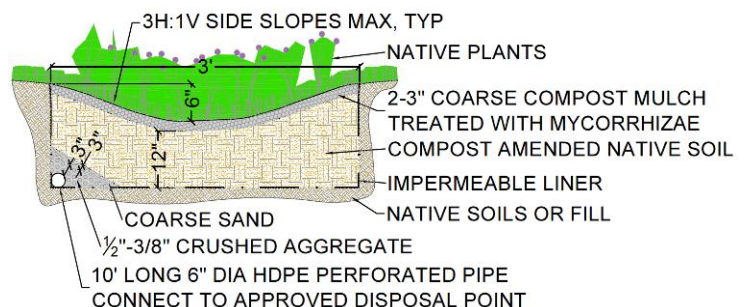 3H:1V SIDE SLOPES MAX, TYP
NATIVE PLANTS
3'
6"
2-3" COARSE COMPOST MULCH
TREATED WITH MYCORRHIZAE
COMPOST AMENDED NATIVE SOIL
3"
3"
12"
IMPERMEABLE LINER
NATIVE SOILS OR FILL
COARSE SAND
½"-3/8" CRUSHED AGGREGATE
10' LONG 6" DIA HDPE PERFORATED PIPE
CONNECT TO APPROVED DISPOSAL POINT